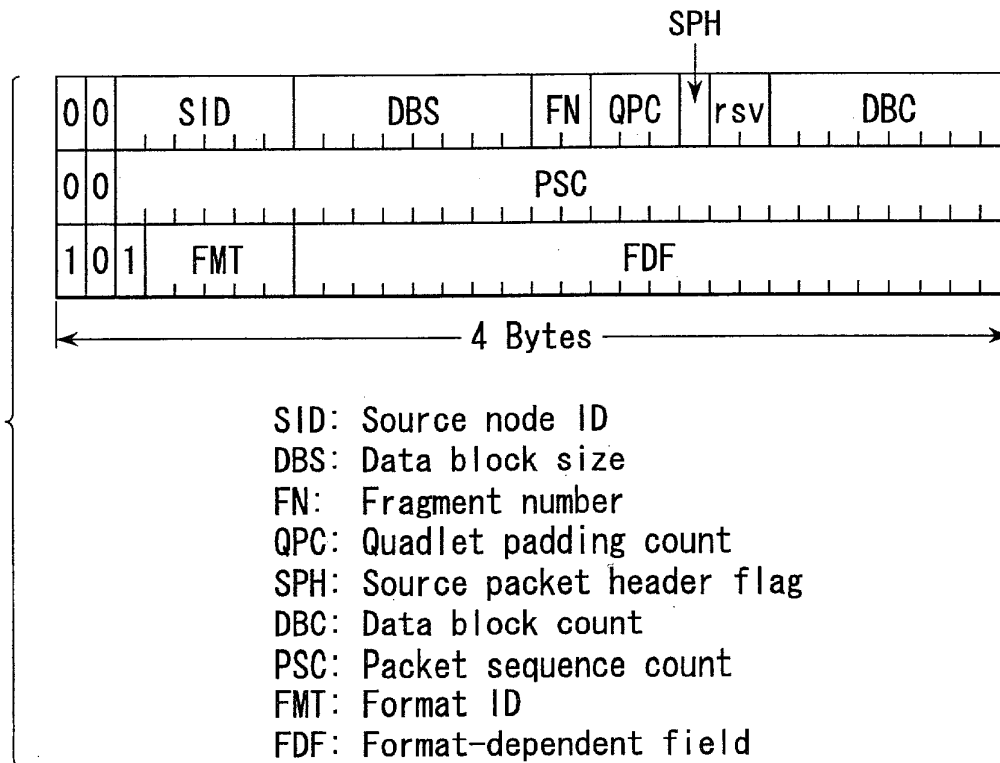 SPH
0 0 SID DBS FN QPC rsv DBC
0 0 PSC
1 0 1 FMT FDF
4 Bytes
SID: Source node ID
DBS: Data block size
FN: Fragment number
QPC: Quadlet padding count
SPH: Source packet header flag
DBC: Data block count
PSC: Packet sequence count
FMT: Format ID
FDF: Format-dependent field